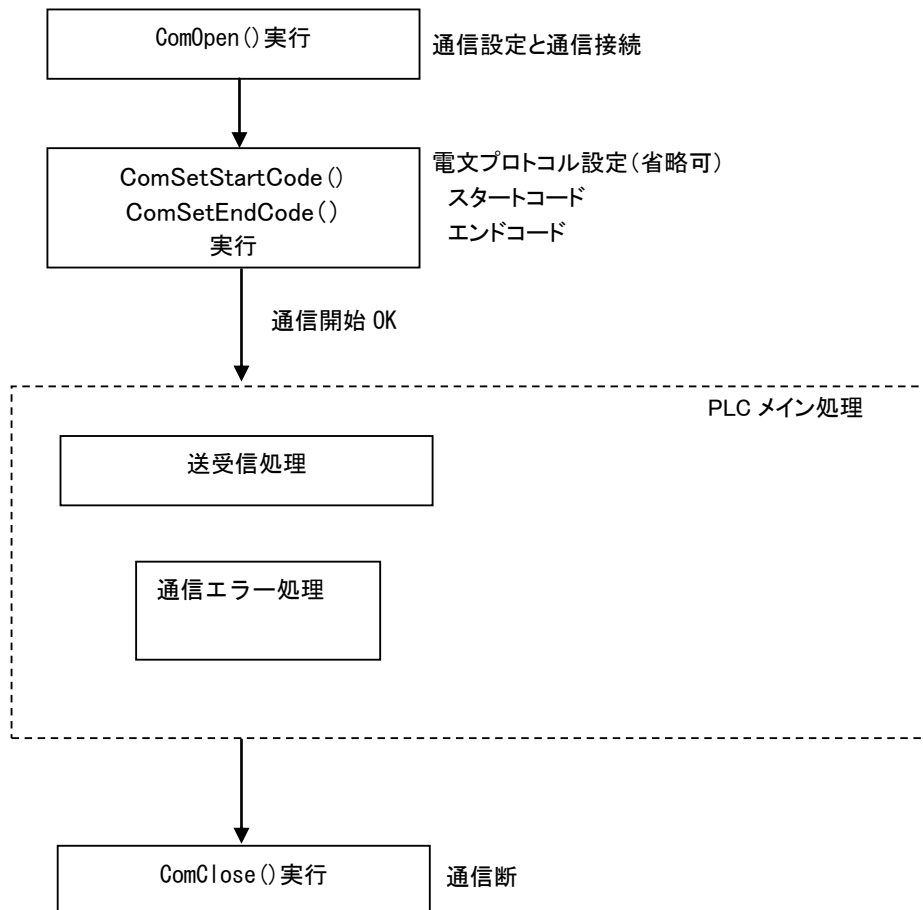 ComOpen()実行
通信設定と通信接続
ComSetStartCode()
ComSetEndCode()
実行
電文プロトコル設定(省略可)
スタートコード
エンドコード
通信開始 OK
PLC メイン処理
送受信処理
通信エラー処理
ComClose()実行
通信断